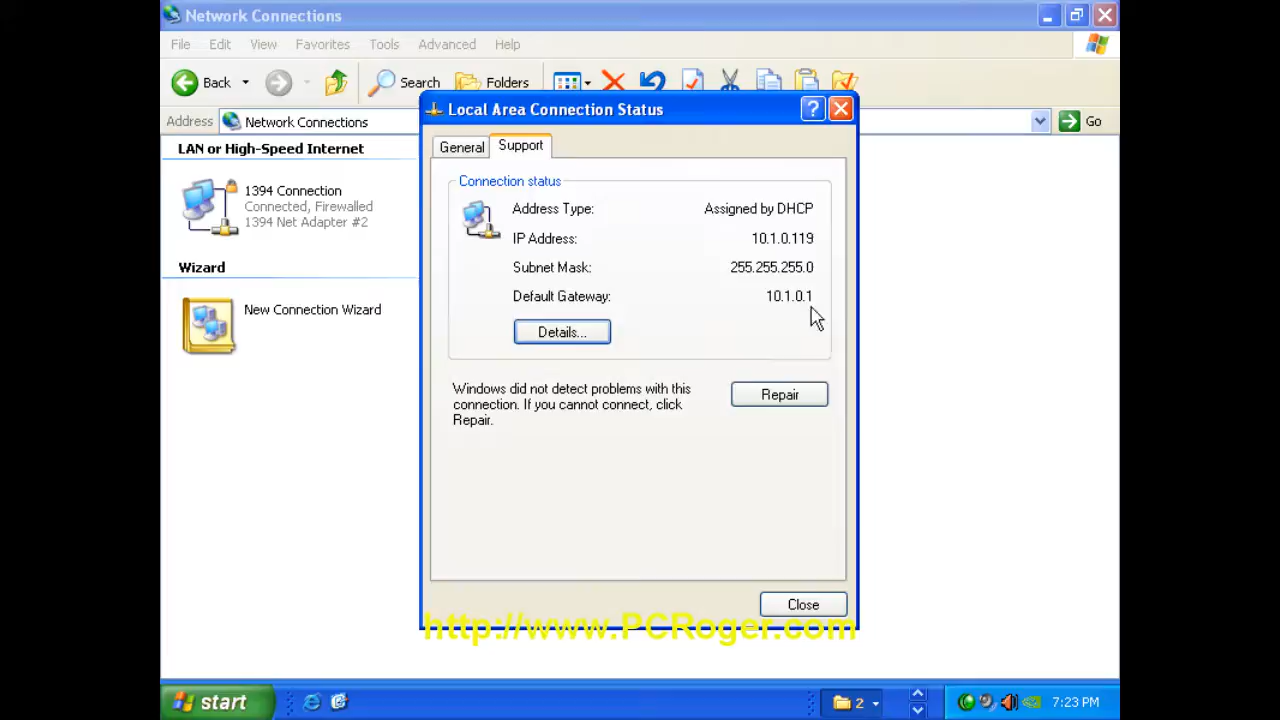 Network Connections
File Edit View Favorites Tools Advanced Help
Back Search Folders
Address Network Connections Go
LAN or High-Speed Internet
1394 Connection
Connected, Firewalled
1394 Net Adapter #2
Wizard
New Connection Wizard
Local Area Connection Status
General Support
Connection status
Address Type: Assigned by DHCP
IP Address: 10.1.0.119
Subnet Mask: 255.255.255.0
Default Gateway: 10.1.0.1
Details...
Windows did not detect problems with this
connection. If you cannot connect, click
Repair.
Repair
Close
http://www.PCRoger.com
start 2 7:23 PM